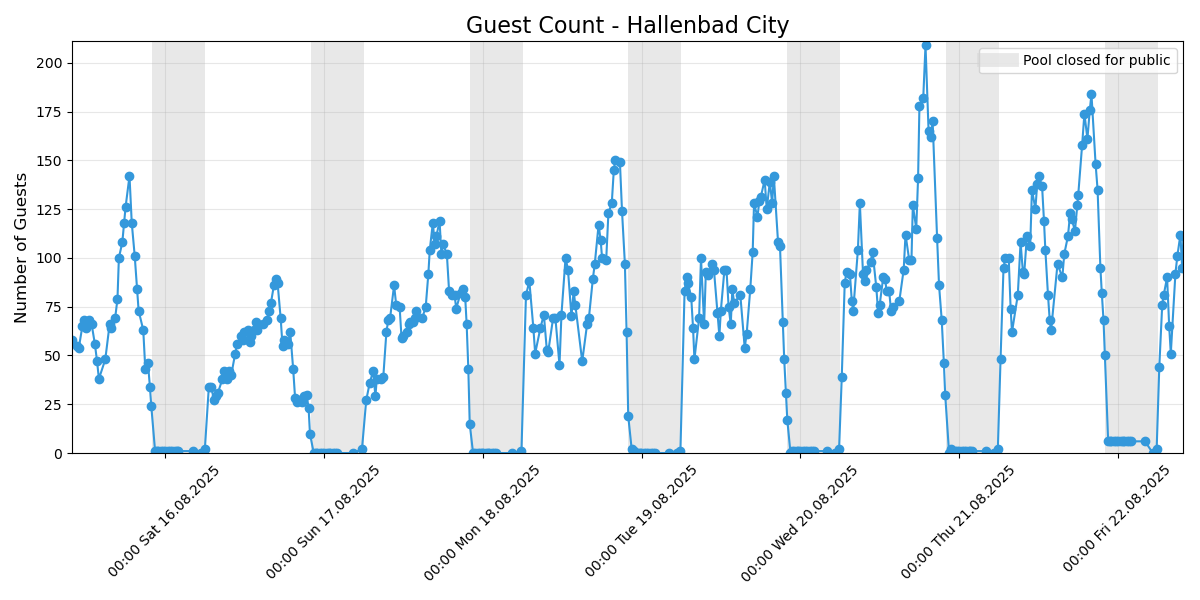 Guest Count - Hallenbad City
Pool closed for public
Number of Guests
200
175
150
125
100
75
50
25
0
00:00 Sat 16.08.2025
00:00 Sun 17.08.2025
00:00 Mon 18.08.2025
00:00 Tue 19.08.2025
00:00 Wed 20.08.2025
00:00 Thu 21.08.2025
00:00 Fri 22.08.2025